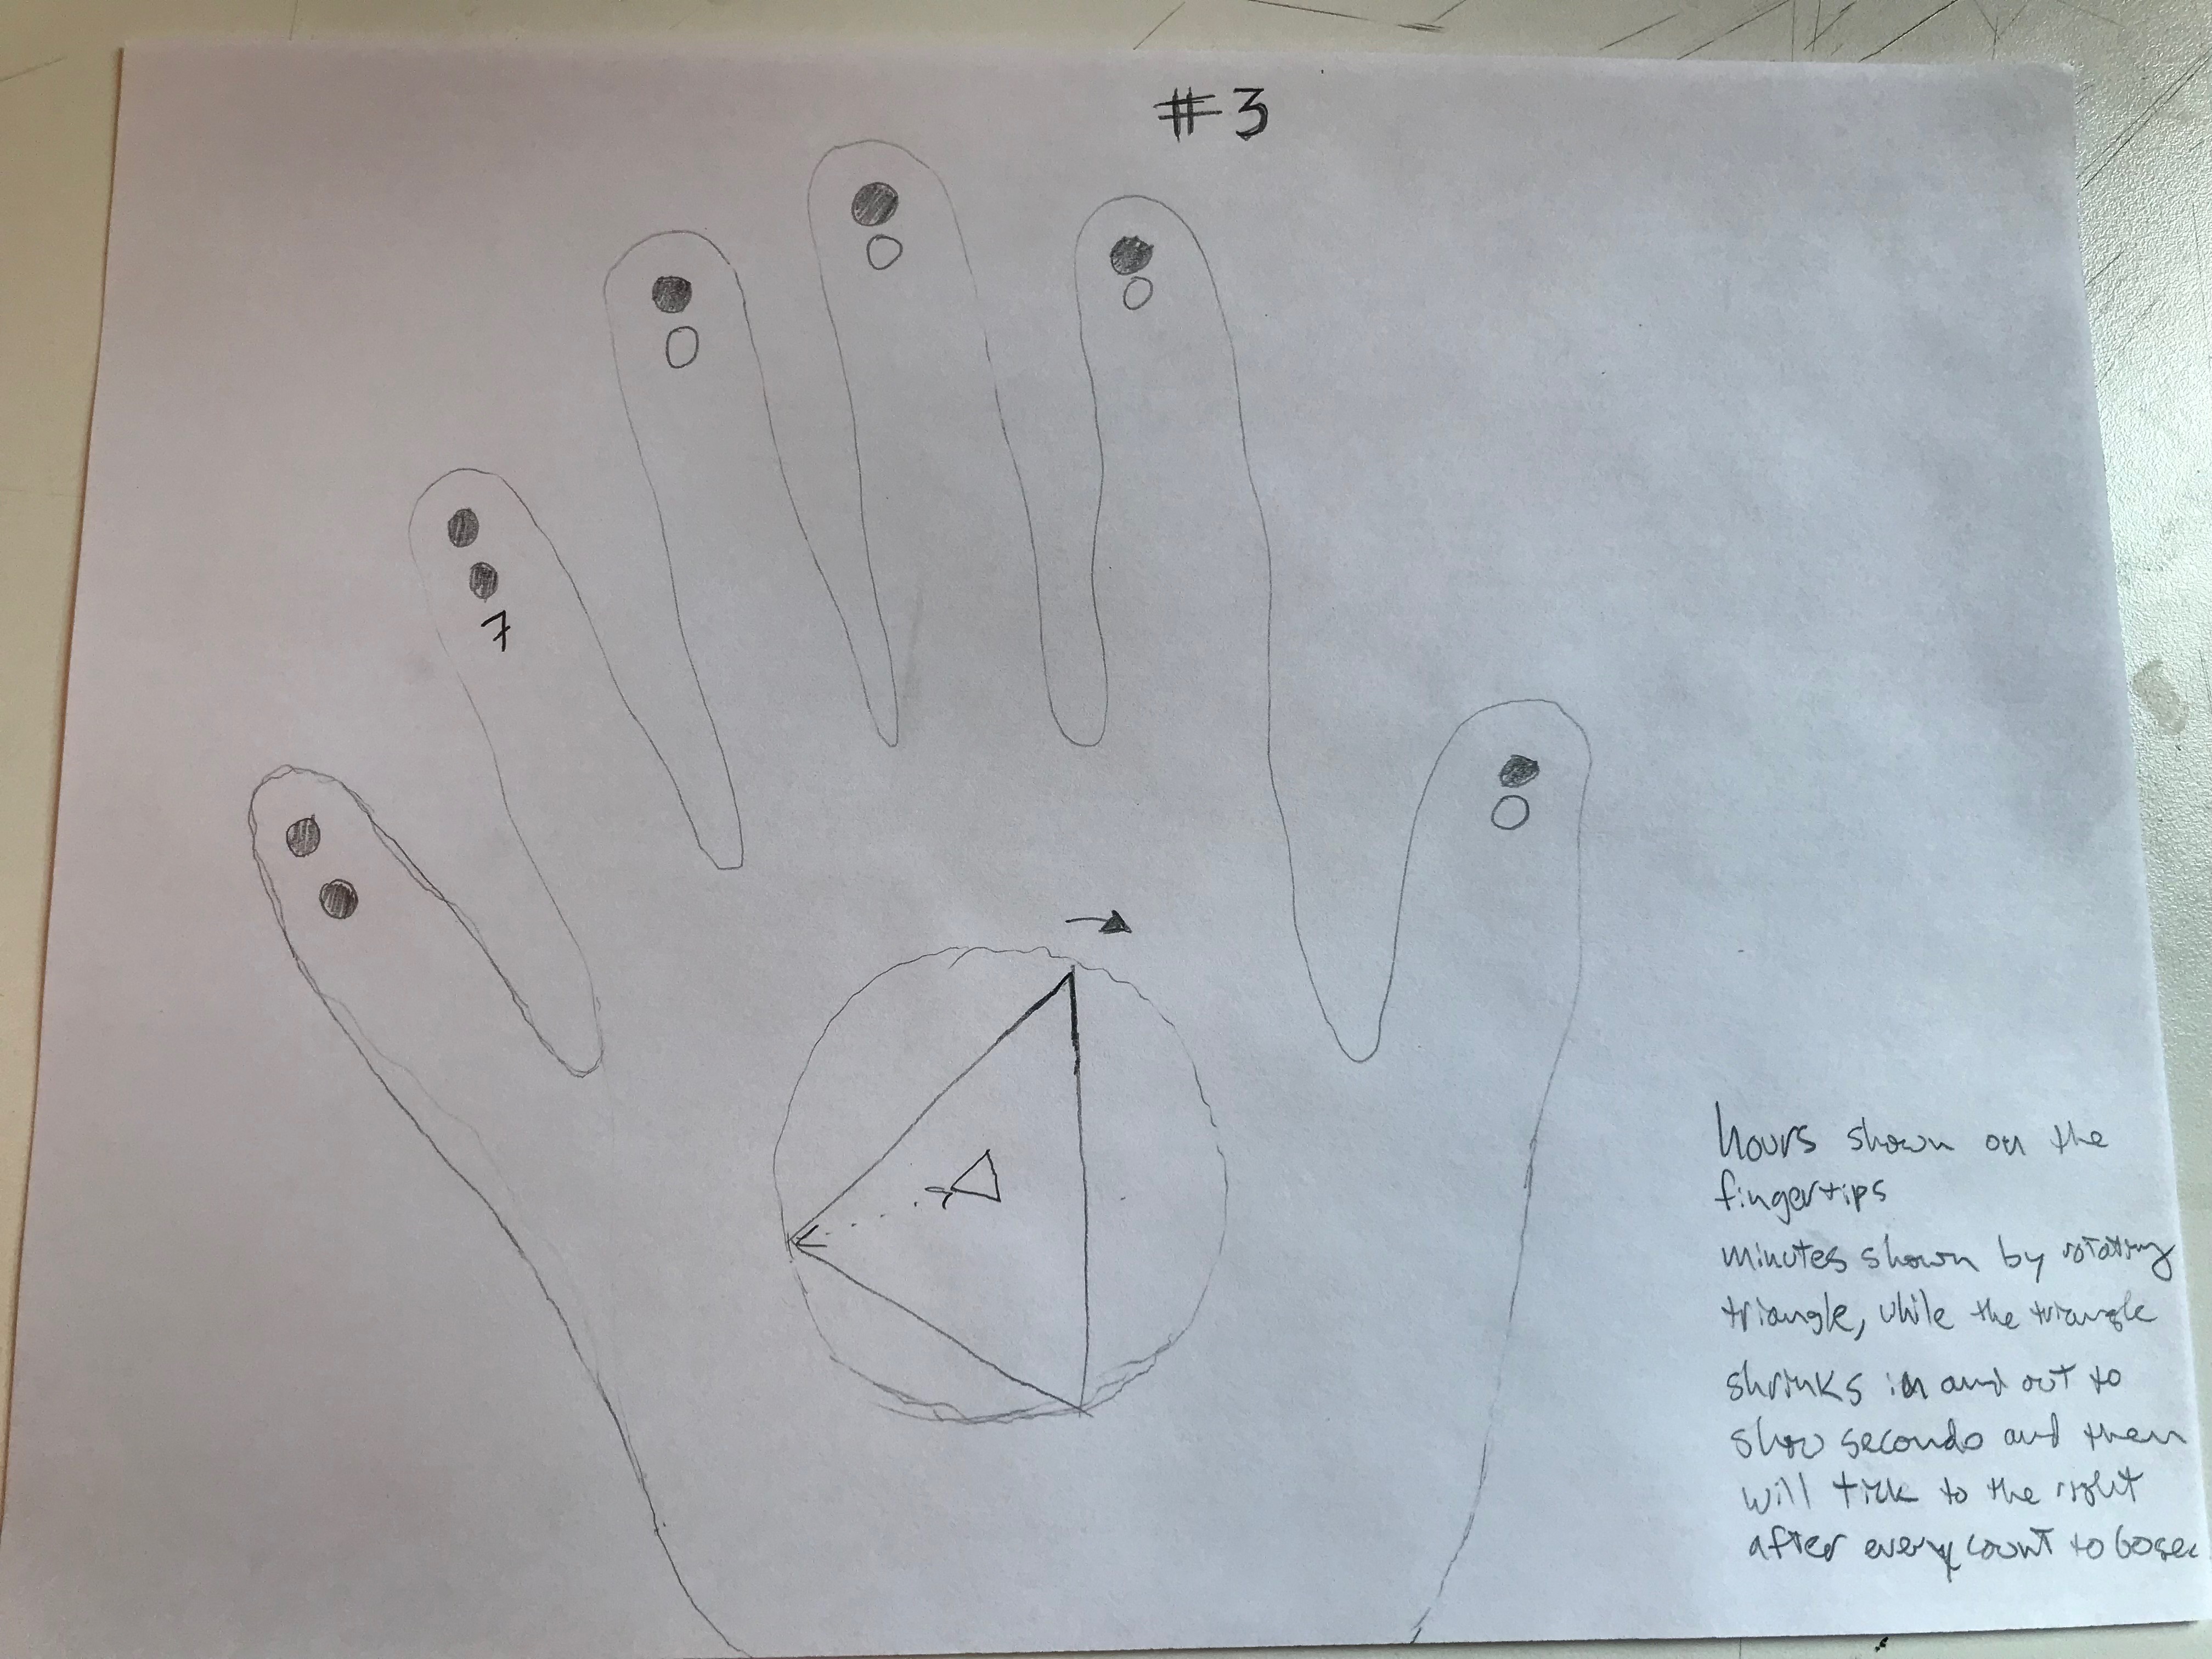 #3
7
hours shown on the
fingertips
minutes shown by rotating
triangle, while the triangle
shrinks in and out to
show seconds and then
will tick to the right
after every count to 60sec